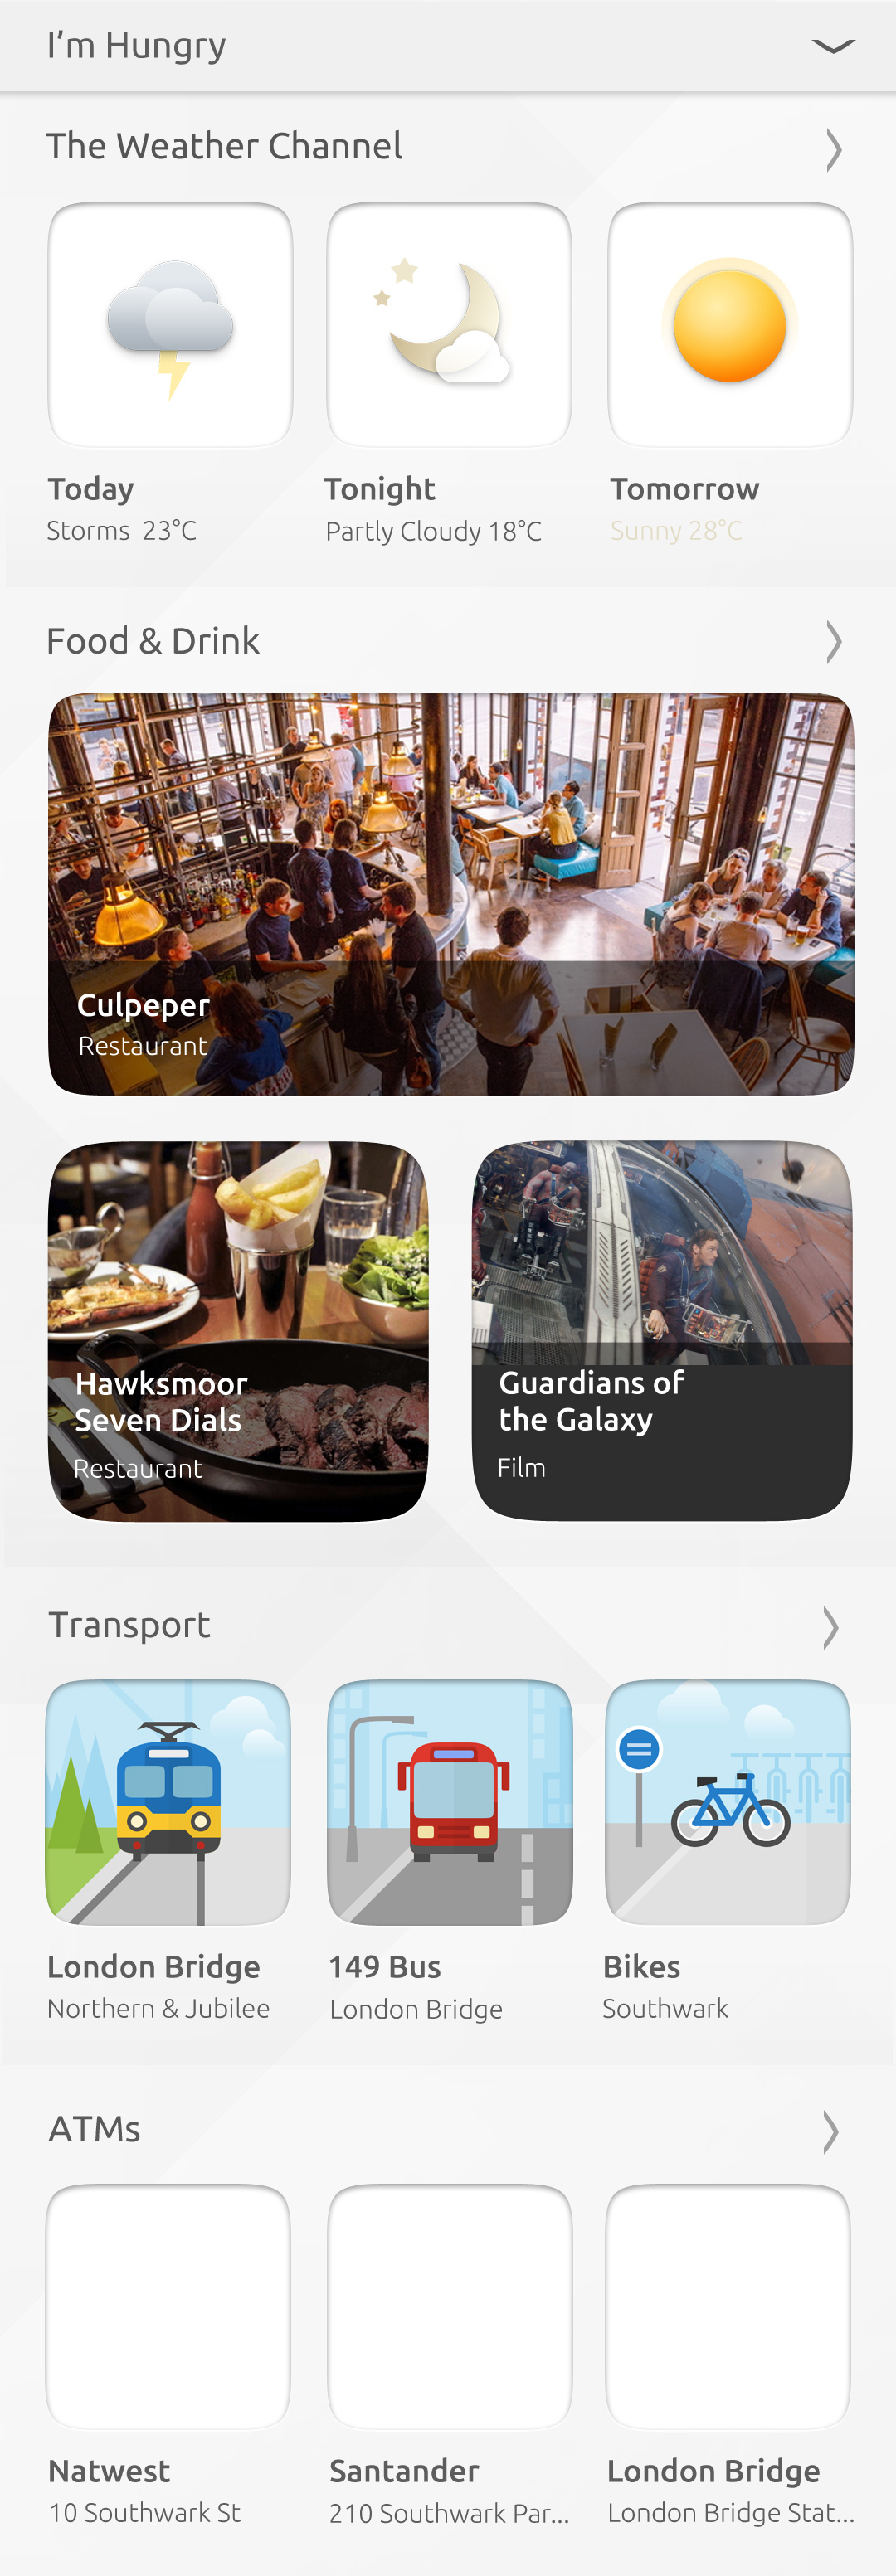 I’m Hungry
The Weather Channel
Today
Tonight
Tomorrow
Storms 23°C
Partly Cloudy 18°C
Sunny 28°C
Food & Drink
Culpeper
Restaurant
Hawksmoor
Seven Dials
Restaurant
Guardians of
the Galaxy
Film
Transport
London Bridge
149 Bus
Bikes
Northern & Jubilee
London Bridge
Southwark
ATMs
Natwest
Santander
London Bridge
10 Southwark St
210 Southwark Par...
London Bridge Stat...